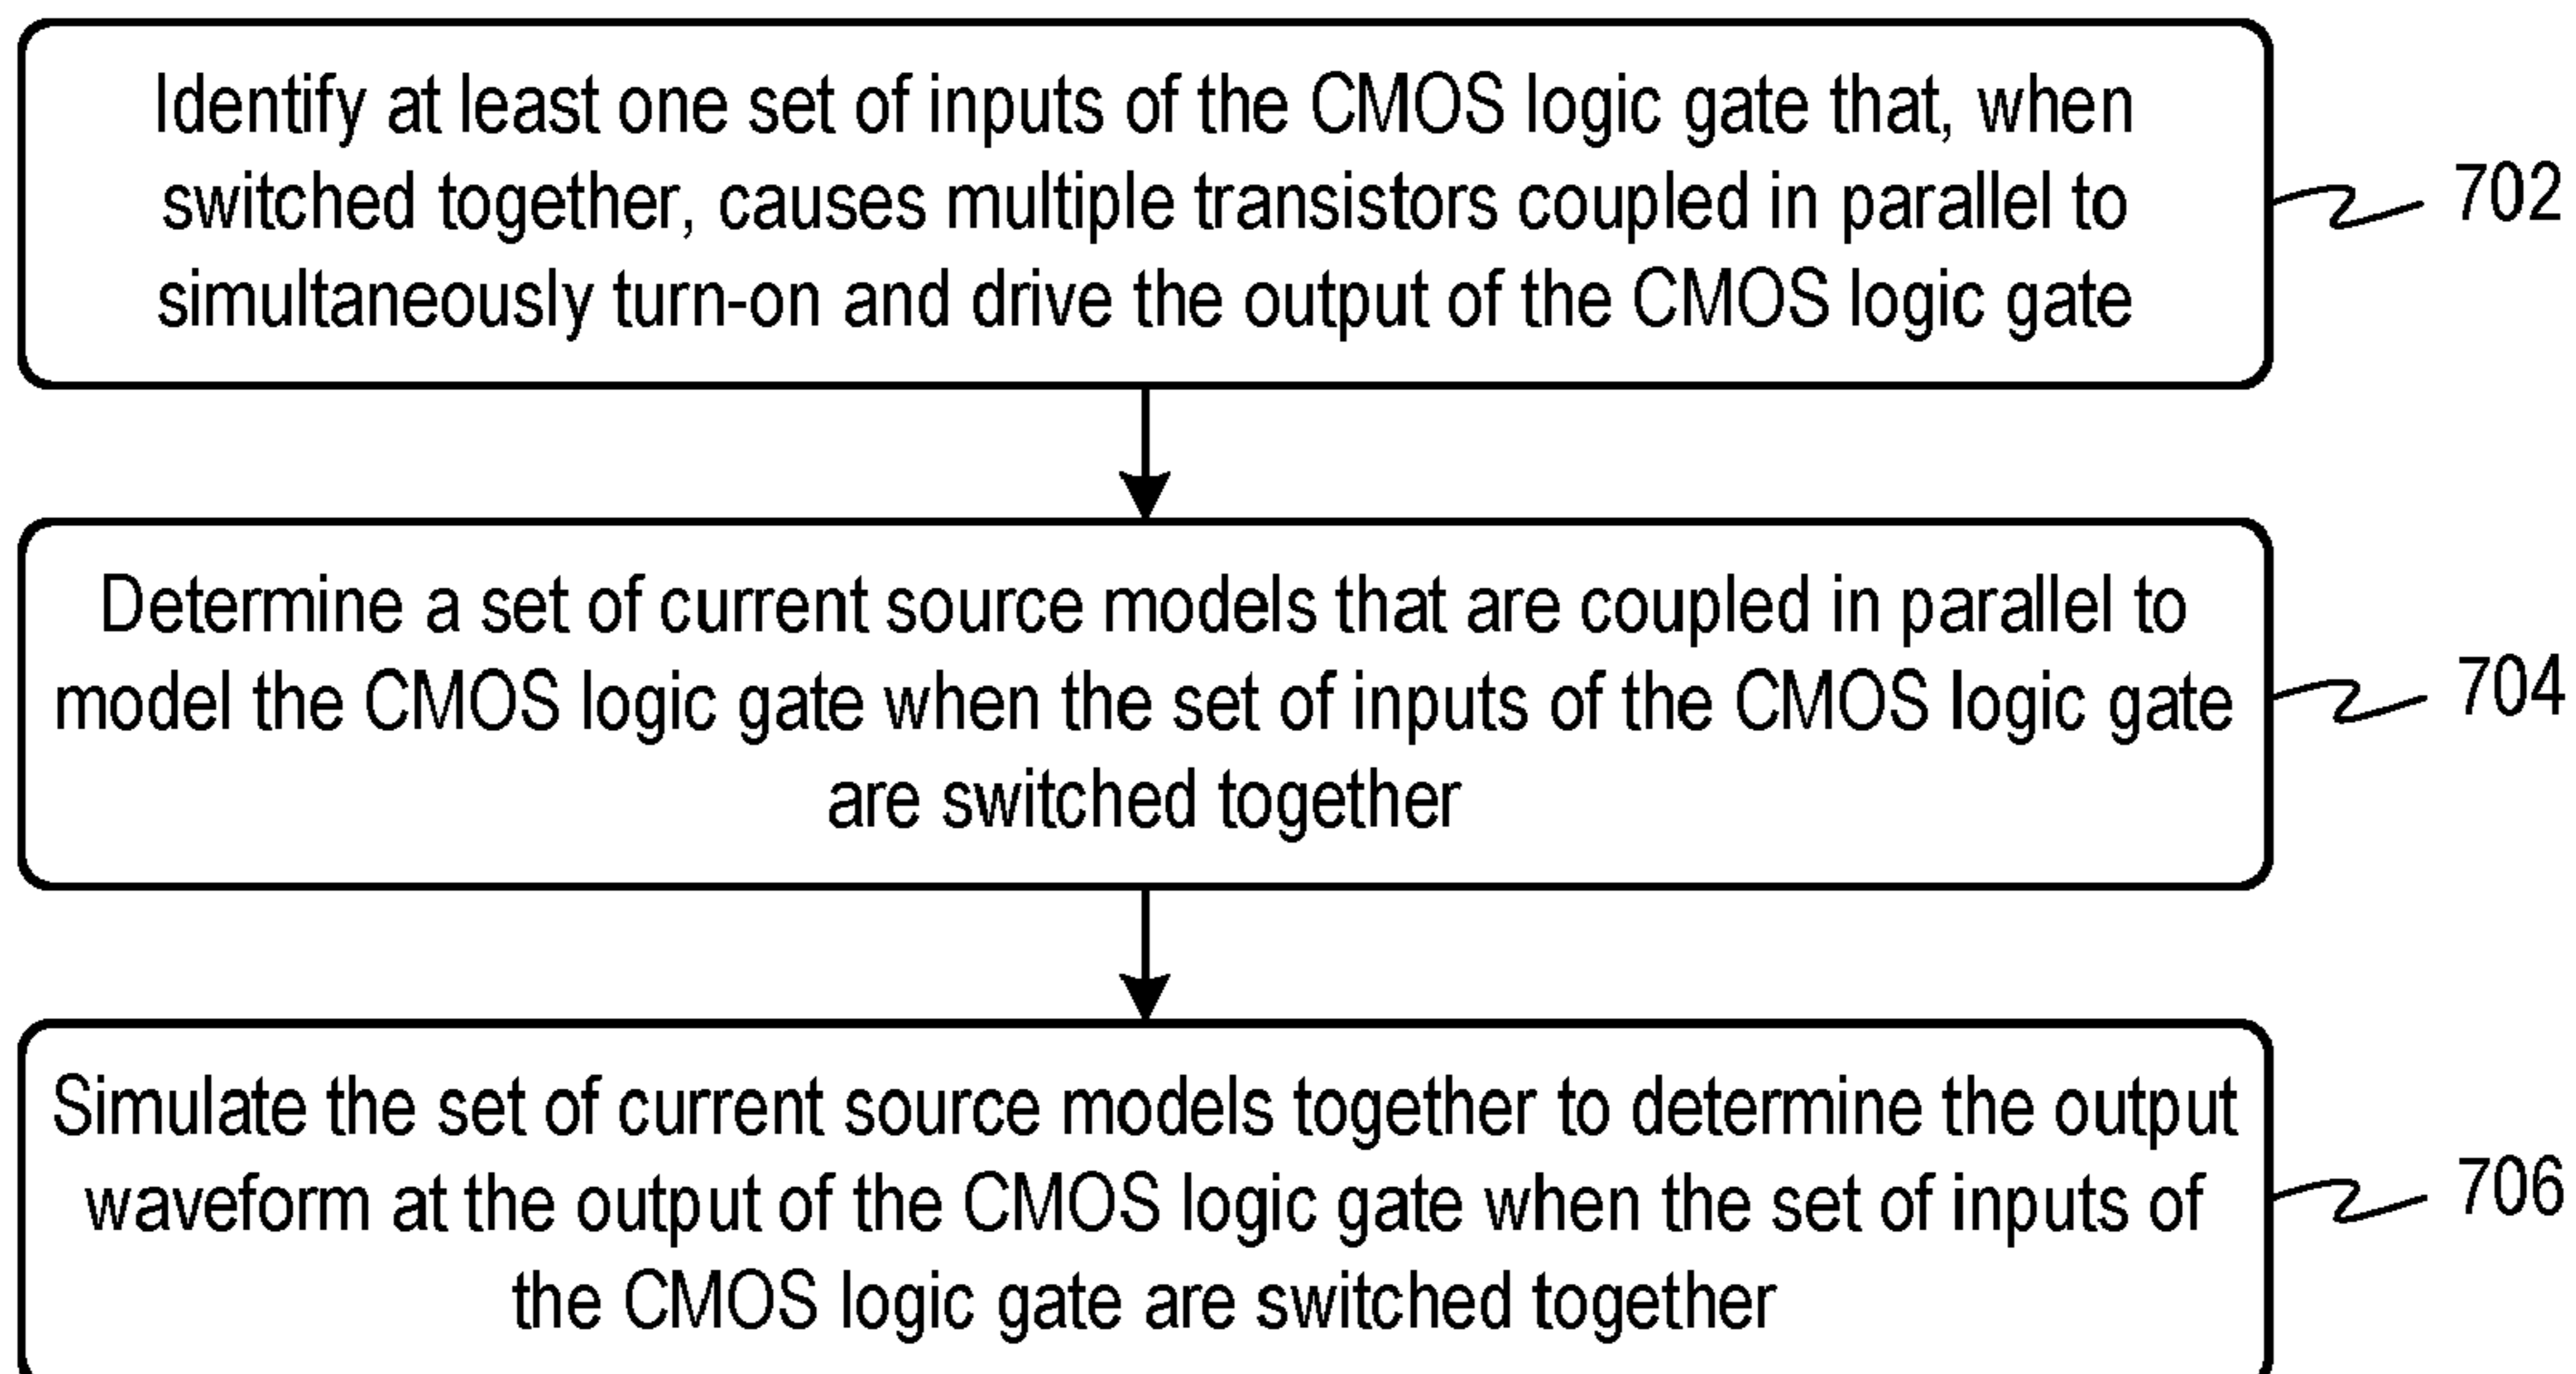 Identify at least one set of inputs of the CMOS logic gate that, when
switched together, causes multiple transistors coupled in parallel to
simultaneously turn-on and drive the output of the CMOS logic gate
702
Determine a set of current source models that are coupled in parallel to
model the CMOS logic gate when the set of inputs of the CMOS logic gate
are switched together
704
Simulate the set of current source models together to determine the output
waveform at the output of the CMOS logic gate when the set of inputs of
the CMOS logic gate are switched together
706